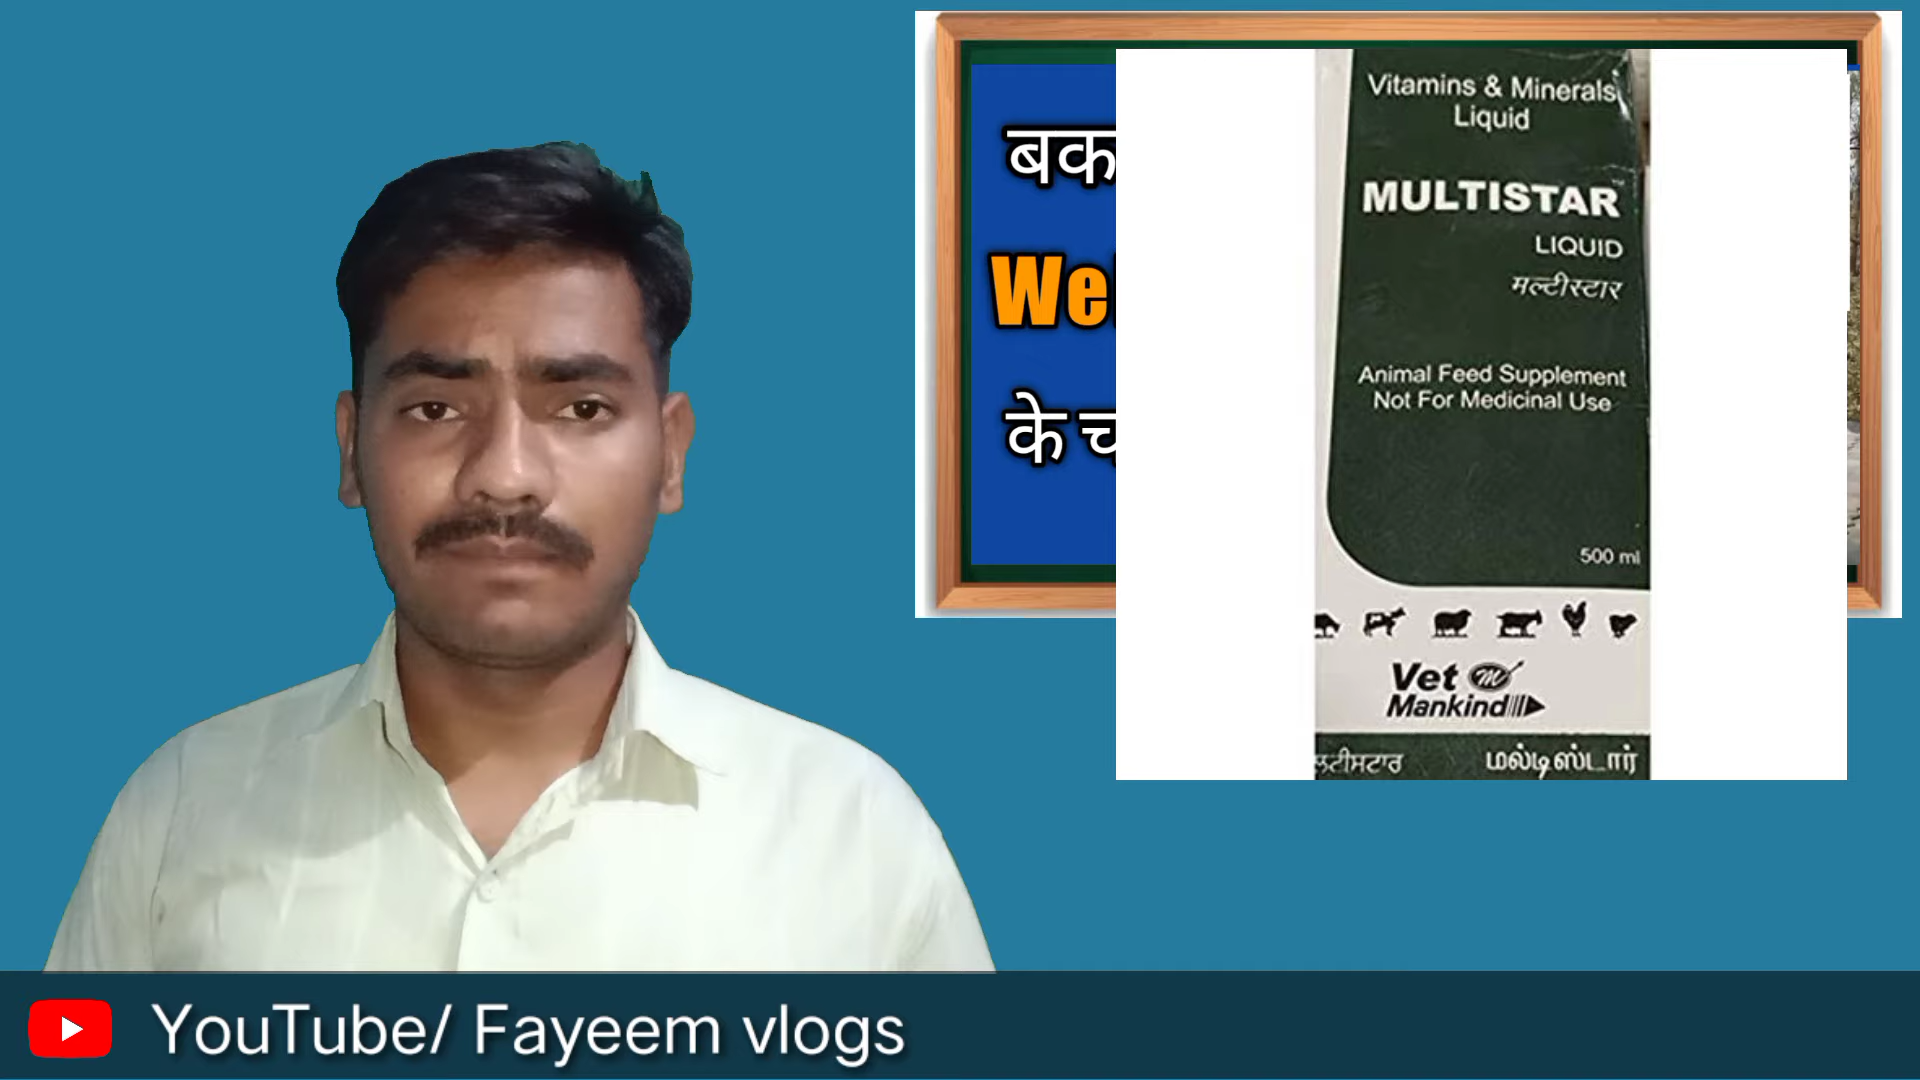 बक
We
के
Vitamins & Minerals
Liquid
MULTISTAR
LIQUID
मल्टीस्टार
Animal Feed Supplement
Not For Medicinal Use
500 ml
Vet
Mankind
மல்டிஸ்டார்
YouTube/ Fayeem vlogs